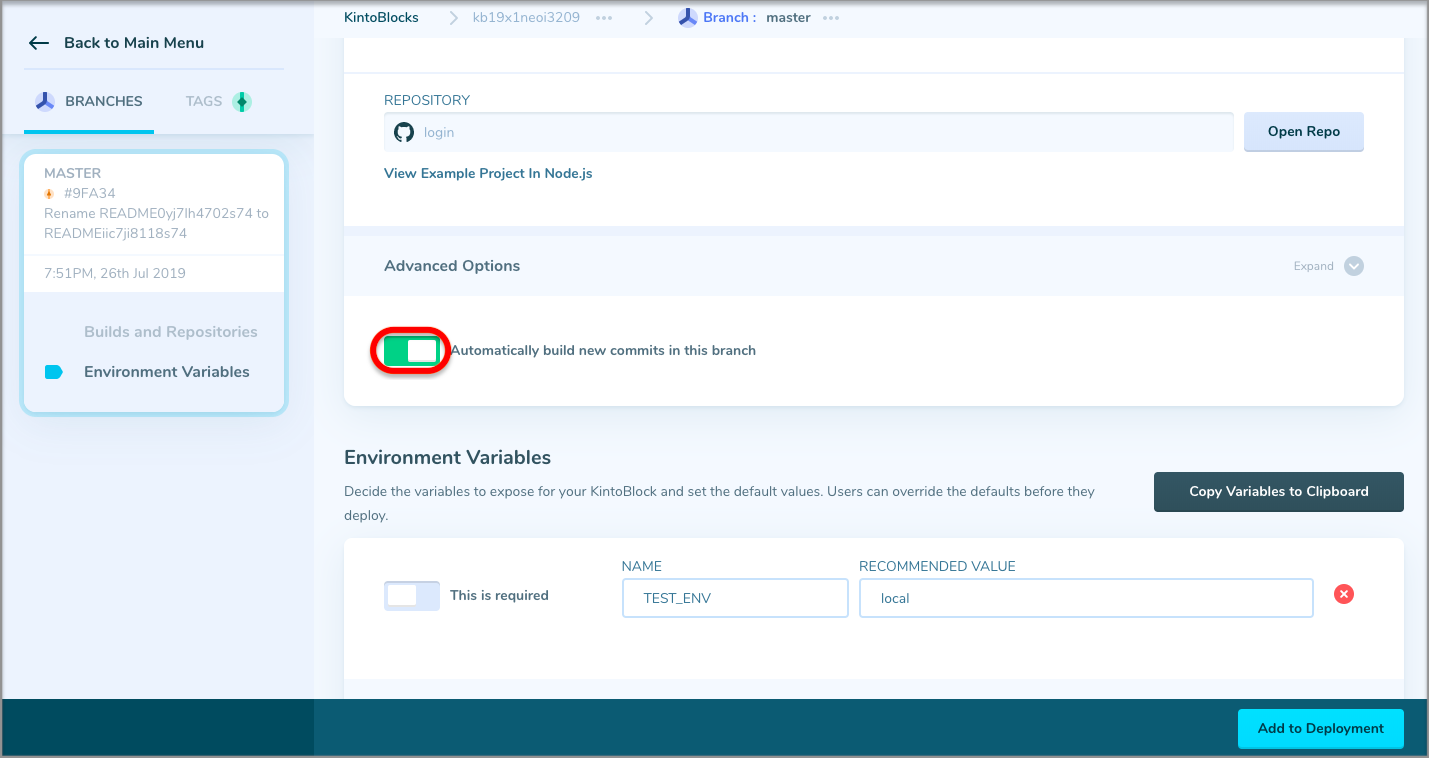 KintoBlocks
kb19x1neoi3209
Branch :
master
Back to Main Menu
BRANCHES
TAGS
MASTER
#9FA34
Rename README0yj7lh4702s74 to
READMEiic7ji8118s74
7:51PM, 26th Jul 2019
Builds and Repositories
Environment Variables
REPOSITORY
login
Open Repo
View Example Project In Node.js
Advanced Options
Expand
Automatically build new commits in this branch
Environment Variables
Decide the variables to expose for your KintoBlock and set the default values. Users can override the defaults before they
deploy.
Copy Variables to Clipboard
This is required
NAME
TEST_ENV
RECOMMENDED VALUE
local
Add to Deployment